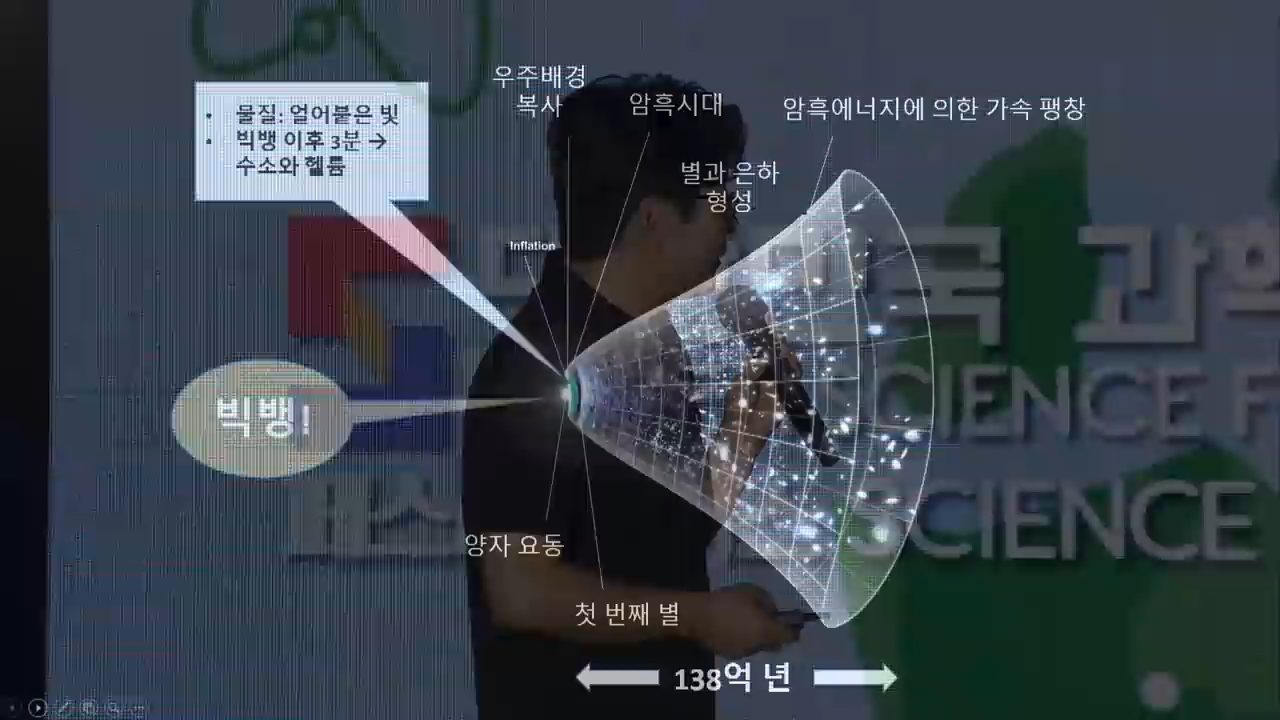 우주배경
복사
암흑시대
암흑에너지에 의한 가속 팽창
• 물질: 얼어붙은 빛
• 빅뱅 이후 3분 →
수소와 헬륨
별과 은하
형성
Inflation
국 과학
SCIENCE F
빅뱅!
SCIENCE
양자 요동
첫 번째 별
138억 년